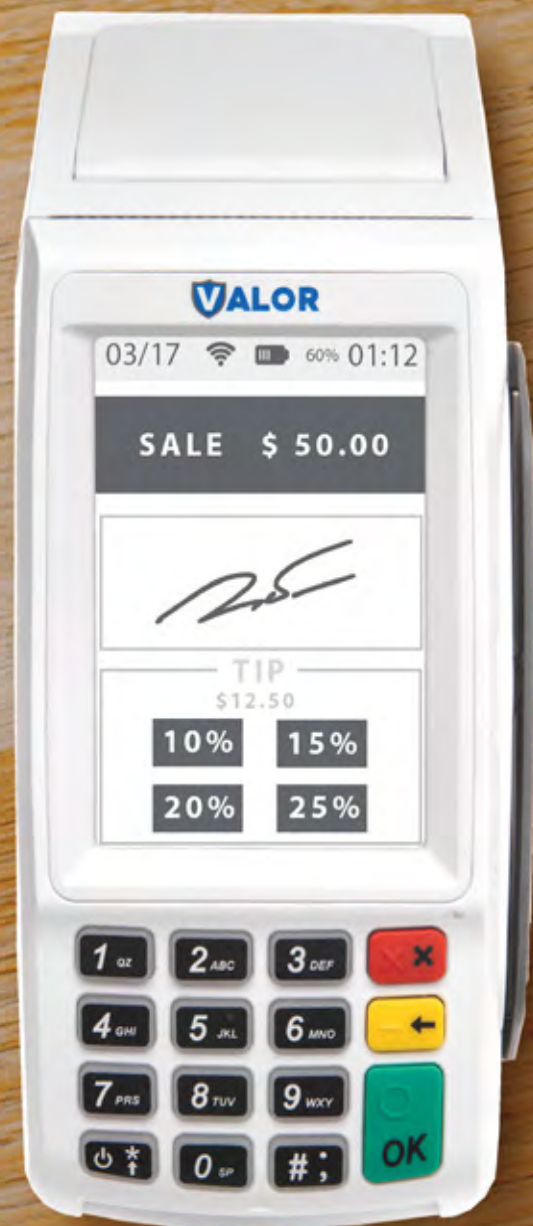 VALOR
03/17 60% 01:12
SALE $ 50.00
TIP
$12.50
10% 15%
20% 25%
1 QZ 2 ABC 3 DEF
4 GHI 5 JKL 6 MNO
7 PRS 8 TUV 9 WXY
* 0 SP # ;
OK